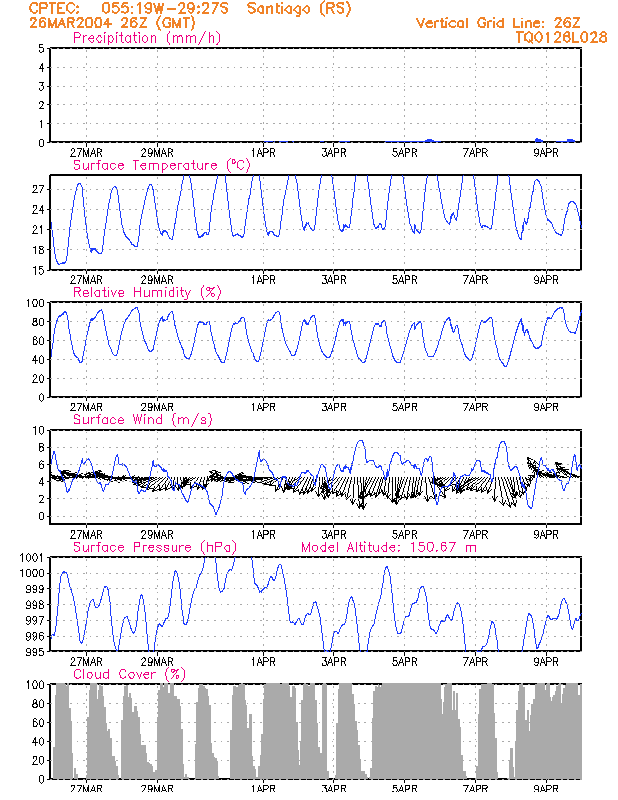 CPTEC: 055:19W-29:27S Santiago (RS)
26MAR2004 26Z (GMT) Vertical Grid Line: 26Z
Precipitation (mm/h) TQ0126L028
5
4
3
2
1
0
27MAR 29MAR 1APR 3APR 5APR 7APR 9APR
Surface Temperature (°C)
27
24
21
18
15
27MAR 29MAR 1APR 3APR 5APR 7APR 9APR
Relative Humidity (%)
100
80
60
40
20
0
27MAR 29MAR 1APR 3APR 5APR 7APR 9APR
Surface Wind (m/s)
10
8
6
4
2
0
27MAR 29MAR 1APR 3APR 5APR 7APR 9APR
Surface Pressure (hPa) Model Altitude: 150.67 m
1001
1000
999
998
997
996
995
27MAR 29MAR 1APR 3APR 5APR 7APR 9APR
Cloud Cover (%)
100
80
60
40
20
0
27MAR 29MAR 1APR 3APR 5APR 7APR 9APR